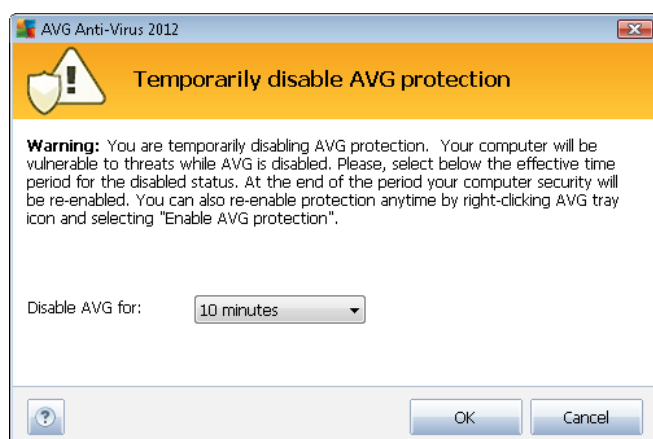 AVG Anti-Virus 2012
Temporarily disable AVG protection
Warning: You are temporarily disabling AVG protection. Your computer will be
vulnerable to threats while AVG is disabled. Please, select below the effective time
period for the disabled status. At the end of the period your computer security will
be re-enabled. You can also re-enable protection anytime by right-clicking AVG tray
icon and selecting "Enable AVG protection".
Disable AVG for: 10 minutes
? OK Cancel